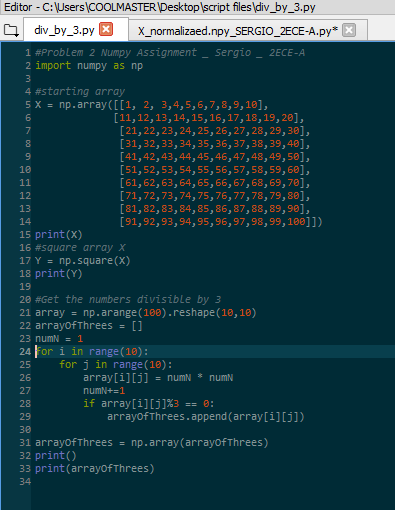 Editor - C:\Users\COOLMASTER\Desktop\script files\div_by_3.py
div_by_3.py X_normalizaed.npy_SERGIO_2ECE-A.py*
1 #Problem 2 Numpy Assignment _ Sergio _ 2ECE-A
2 import numpy as np
3
4 #starting array
5 X = np.array([[1, 2, 3,4,5,6,7,8,9,10],
6 [11,12,13,14,15,16,17,18,19,20],
7 [21,22,23,24,25,26,27,28,29,30],
8 [31,32,33,34,35,36,37,38,39,40],
9 [41,42,43,44,45,46,47,48,49,50],
10 [51,52,53,54,55,56,57,58,59,60],
11 [61,62,63,64,65,66,67,68,69,70],
12 [71,72,73,74,75,76,77,78,79,80],
13 [81,82,83,84,85,86,87,88,89,90],
14 [91,92,93,94,95,96,97,98,99,100]])
15 print(X)
16 #square array X
17 Y = np.square(X)
18 print(Y)
19
20 #Get the numbers divisible by 3
21 array = np.arange(100).reshape(10,10)
22 arrayOfThrees = []
23 numN = 1
24 for i in range(10):
25 for j in range(10):
26 array[i][j] = numN * numN
27 numN+=1
28 if array[i][j]%3 == 0:
29 arrayOfThrees.append(array[i][j])
30
31 arrayOfThrees = np.array(arrayOfThrees)
32 print()
33 print(arrayOfThrees)
34